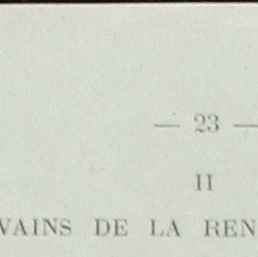 — 23 —
II
VAINS DE LA REN